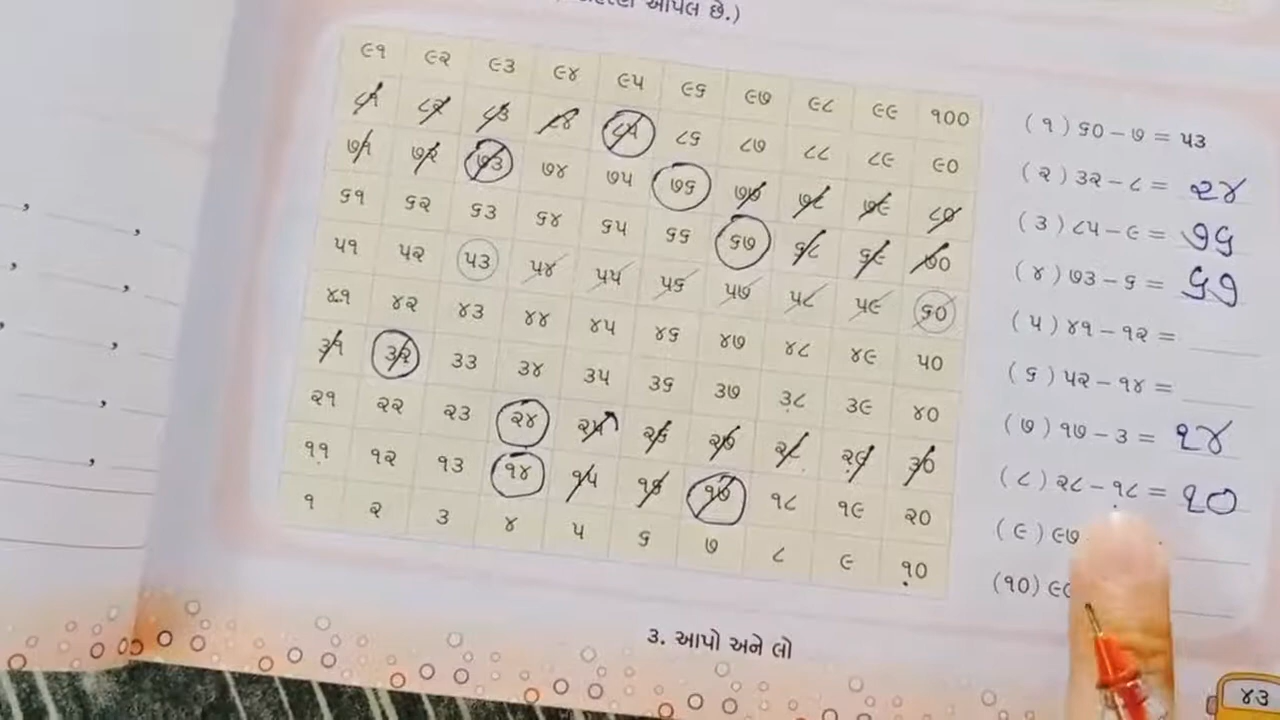 આપેલ છે.)
૯૧ ૯૨ ૯૩ ૯૪ ૯૫ ૯૬ ૯૭ ૯૮ ૯૯ ૧૦૦
૮૧ ૮૨ ૮૩ ૮૪ ૮૫ ૮૬ ૮૭ ૮૮ ૮૯ ૯૦
૭૧ ૭૨ ૭૩ ૭૪ ૭૫ ૭૬ ૭૭ ૭૮ ૭૯ ૮૦
૬૧ ૬૨ ૬૩ ૬૪ ૬૫ ૬૬ ૬૭ ૬૮ ૬૯ ૭૦
૫૧ ૫૨ ૫૩ ૫૪ ૫૫ ૫૬ ૫૭ ૫૮ ૫૯ ૬૦
૪૧ ૪૨ ૪૩ ૪૪ ૪૫ ૪૬ ૪૭ ૪૮ ૪૯ ૫૦
૩૧ ૩૨ ૩૩ ૩૪ ૩૫ ૩૬ ૩૭ ૩૮ ૩૯ ૪૦
૨૧ ૨૨ ૨૩ ૨૪ ૨૫ ૨૬ ૨૭ ૨૮ ૨૯ ૩૦
૧૧ ૧૨ ૧૩ ૧૪ ૧૫ ૧૬ ૧૭ ૧૮ ૧૯ ૨૦
૧ ૨ ૩ ૪ ૫ ૬ ૭ ૮ ૯ ૧૦
(૧) ૬૦ – ૭ = ૫૩
(૨) ૩૨ – ૮ = ૨૪
(૩) ૮૫ – ૯ = ૭૬
(૪) ૭૩ – ૬ = ૬૭
(૫) ૪૧ – ૧૨ =
(૬) ૫૨ – ૧૪ =
(૭) ૧૭ – ૩ = ૧૪
(૮) ૨૮ – ૧૮ = ૧૦
(૯) ૯૭
(૧૦)
૩. આપો અને લો
૪૩